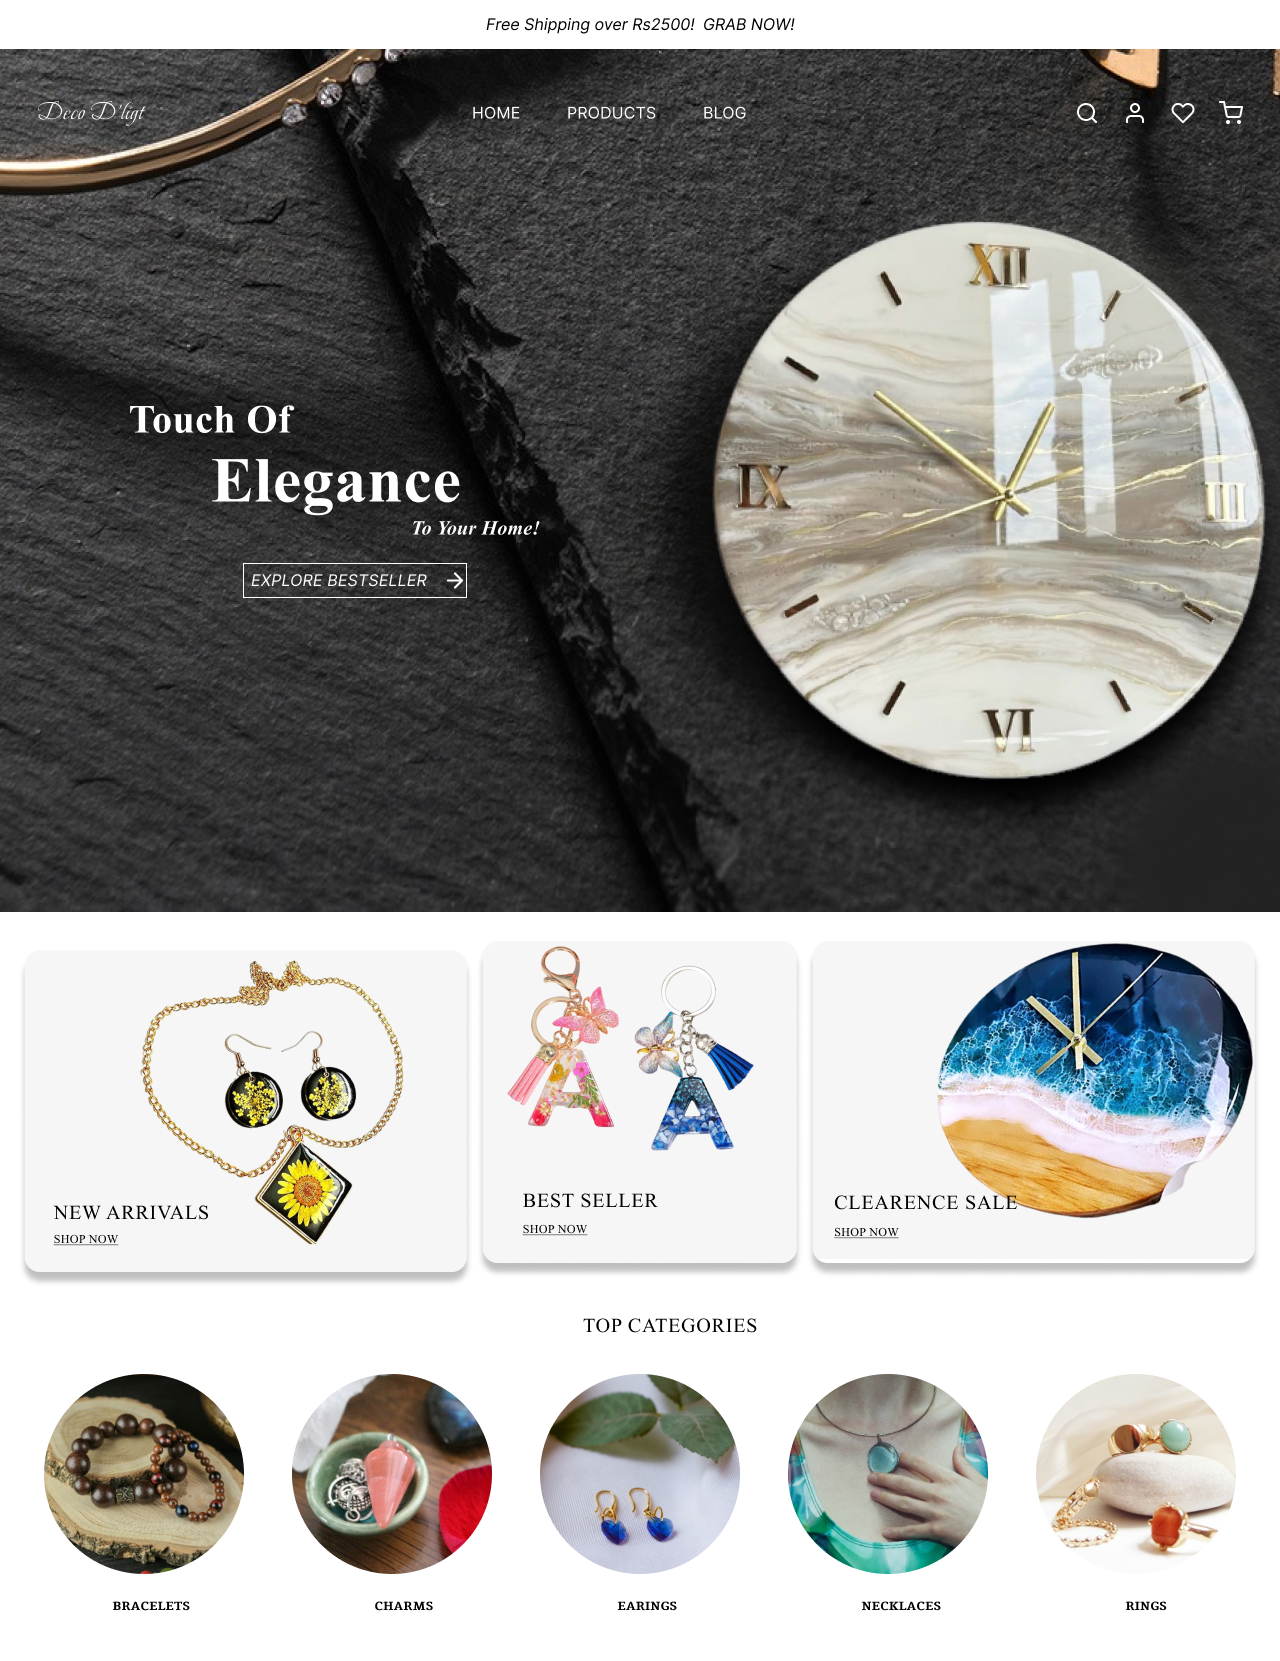 Free Shipping over Rs2500!  GRAB NOW!
Deco D'ligt
HOME PRODUCTS BLOG
XII
III
VI
IX
Touch Of
Elegance
To Your Home!
EXPLORE BESTSELLER
A
A
NEW ARRIVALS
SHOP NOW
BEST SELLER
SHOP NOW
CLEARENCE SALE
SHOP NOW
TOP CATEGORIES
BRACELETS
CHARMS
EARINGS
NECKLACES
RINGS